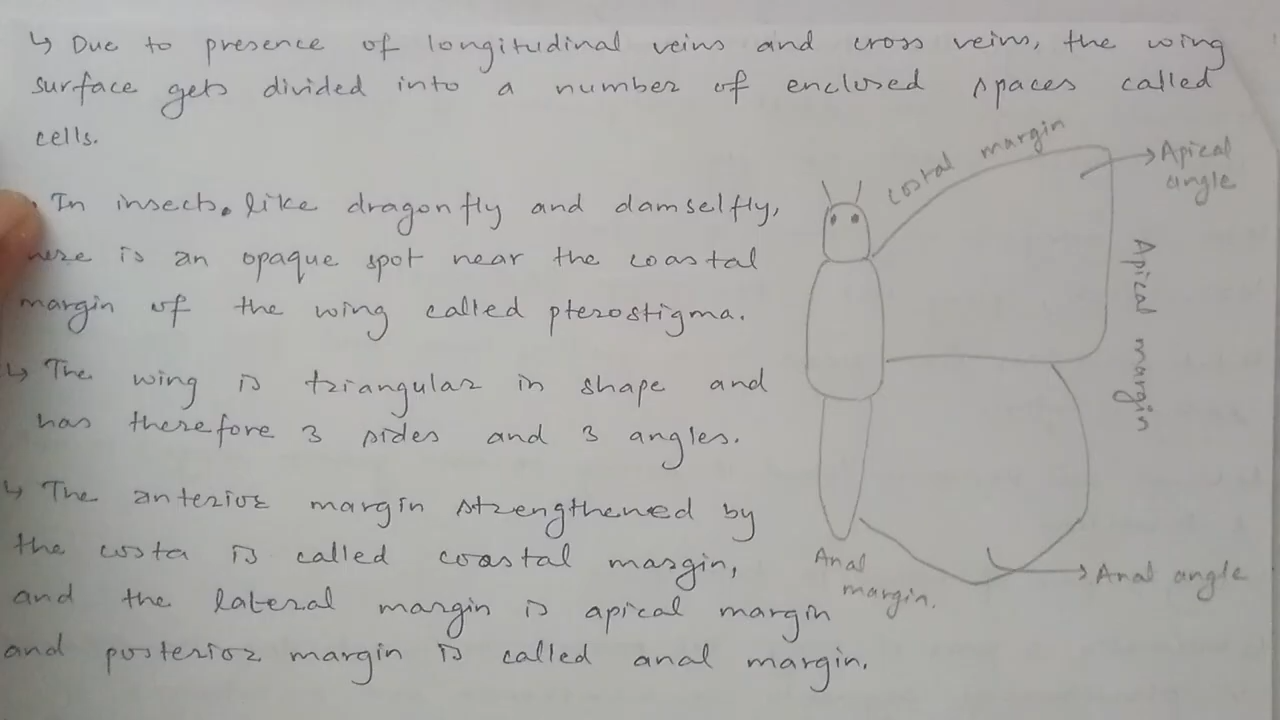 ↳ Due to presence of longitudinal veins and cross veins, the wing
surface gets divided into a number of enclosed spaces called
cells.
In insects. like dragonfly and damselfly,
is an opaque spot near the coastal
margin of the wing called pterostigma.
↳ The wing is triangular in shape and
has therefore 3 sides and 3 angles.
↳ The anterior margin strengthened by
the costa is called coastal margin,
and the lateral margin is apical margin
and posterior margin is called anal margin.
costal margin
Apical
angle
Apical margin
Anal
margin.
Anal angle